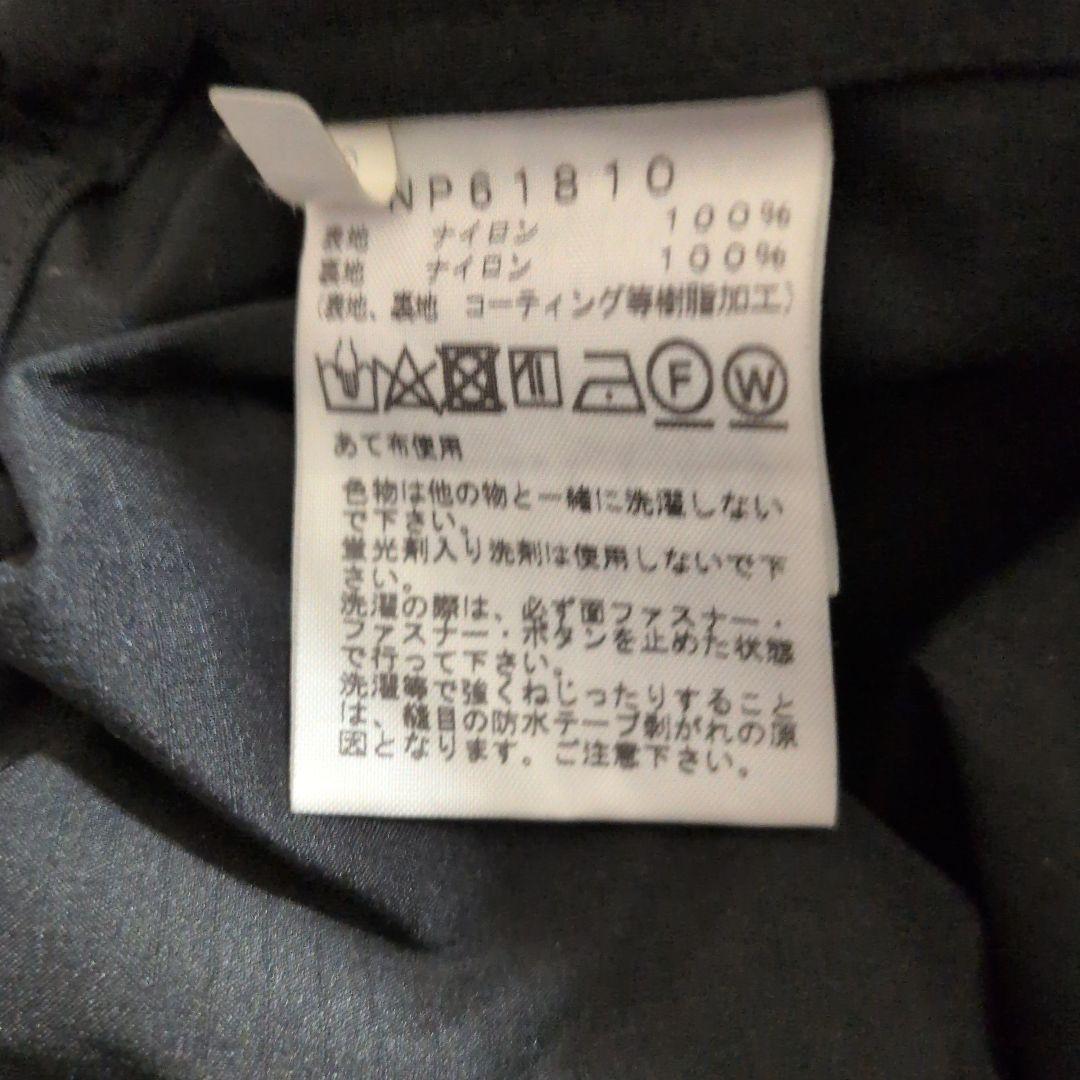 NP61810
表地 ナイロン 100%
裏地 ナイロン 100%
(表地、裏地 コーティング等樹脂加工)
F W
あて布使用
色物は他の物と一緒に洗濯しない
で下さい。
蛍光剤入り洗剤は使用しないで下
さい。
洗濯の際は、必ず面ファスナー・
ファスナー・ボタンを止めた状態
で行って下さい。
洗濯等で強くねじったりすること
は、縫目の防水テープ剥がれの原
因となります。ご注意下さい。